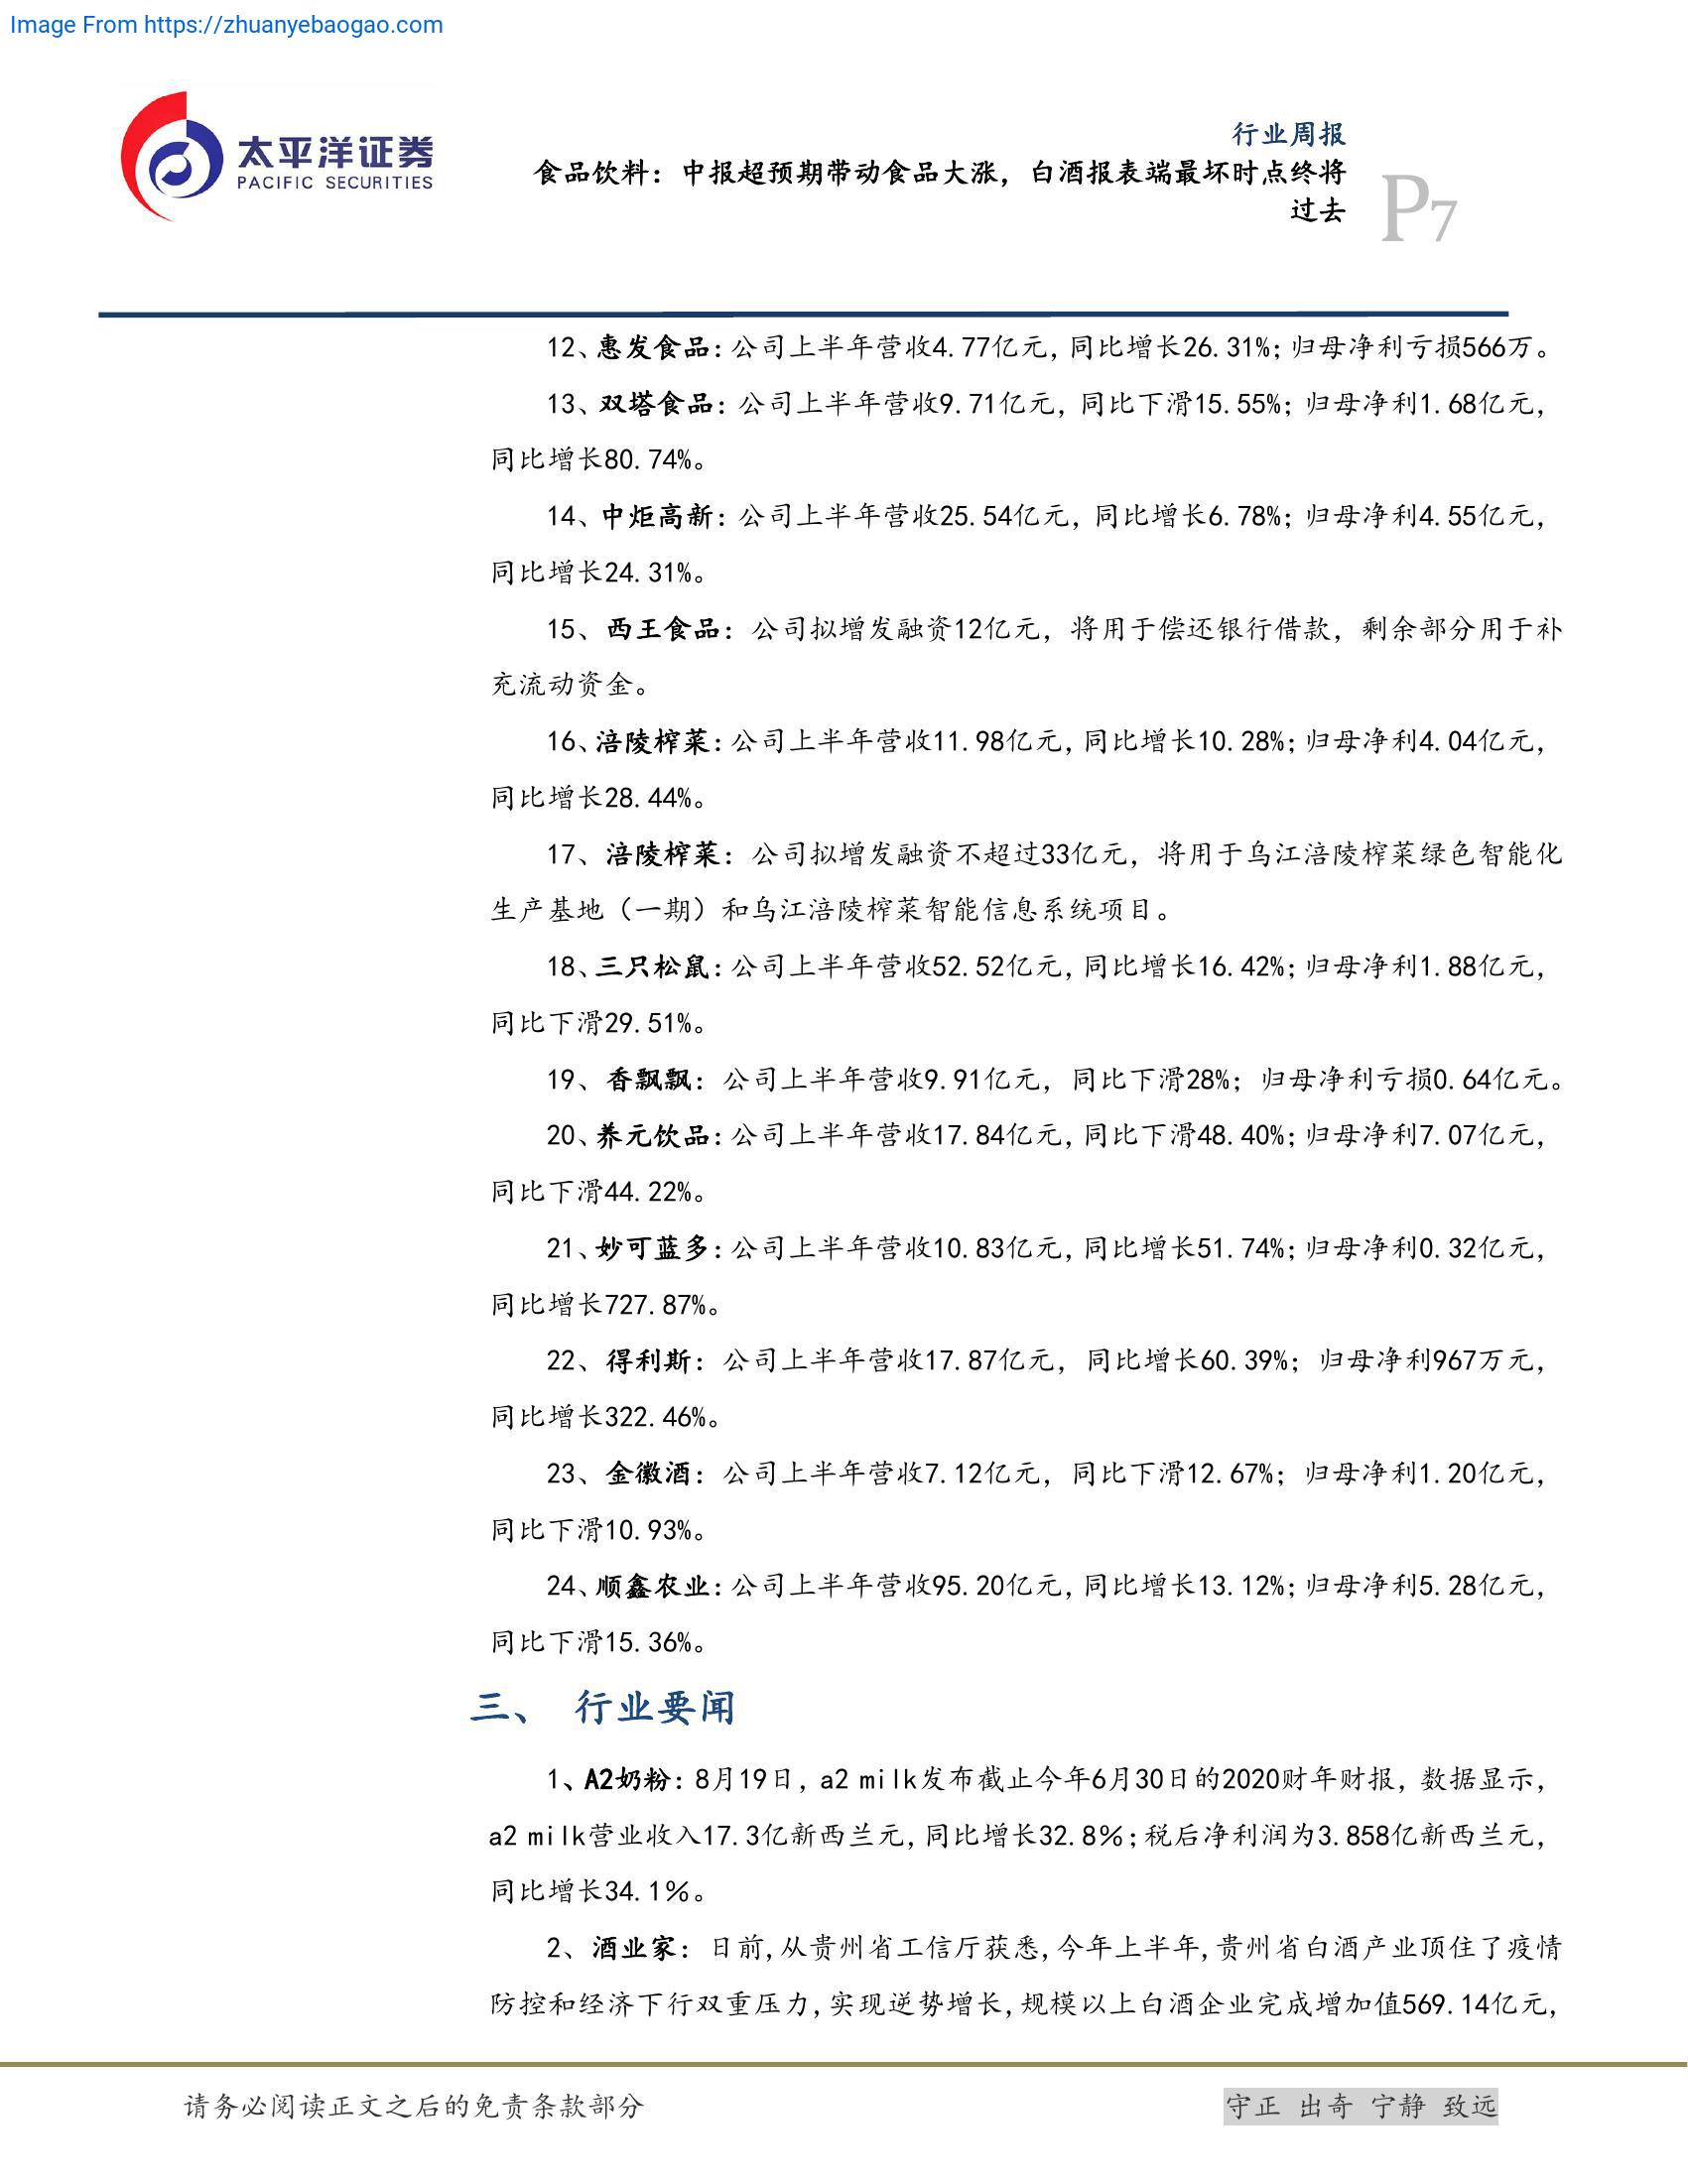 Image From https://zhuanyebaogao.com
太平洋证券
PACIFIC SECURITIES
行业周报
食品饮料：中报超预期带动食品大涨，白酒报表端最坏时点终将
过去
P7
12、惠发食品：公司上半年营收4.77亿元，同比增长26.31%；归母净利亏损566万。
13、双塔食品：公司上半年营收9.71亿元，同比下滑15.55%；归母净利1.68亿元，
同比增长80.74%。
14、中炬高新：公司上半年营收25.54亿元，同比增长6.78%；归母净利4.55亿元，
同比增长24.31%。
15、西王食品：公司拟增发融资12亿元，将用于偿还银行借款，剩余部分用于补
充流动资金。
16、涪陵榨菜：公司上半年营收11.98亿元，同比增长10.28%；归母净利4.04亿元，
同比增长28.44%。
17、涪陵榨菜：公司拟增发融资不超过33亿元，将用于乌江涪陵榨菜绿色智能化
生产基地（一期）和乌江涪陵榨菜智能信息系统项目。
18、三只松鼠：公司上半年营收52.52亿元，同比增长16.42%；归母净利1.88亿元，
同比下滑29.51%。
19、香飘飘：公司上半年营收9.91亿元，同比下滑28%；归母净利亏损0.64亿元。
20、养元饮品：公司上半年营收17.84亿元，同比下滑48.40%；归母净利7.07亿元，
同比下滑44.22%。
21、妙可蓝多：公司上半年营收10.83亿元，同比增长51.74%；归母净利0.32亿元，
同比增长727.87%。
22、得利斯：公司上半年营收17.87亿元，同比增长60.39%；归母净利967万元，
同比增长322.46%。
23、金徽酒：公司上半年营收7.12亿元，同比下滑12.67%；归母净利1.20亿元，
同比下滑10.93%。
24、顺鑫农业：公司上半年营收95.20亿元，同比增长13.12%；归母净利5.28亿元，
同比下滑15.36%。
三、 行业要闻
1、A2奶粉：8月19日，a2 milk发布截止今年6月30日的2020财年财报，数据显示，
a2 milk营业收入17.3亿新西兰元，同比增长32.8％；税后净利润为3.858亿新西兰元，
同比增长34.1％。
2、酒业家：日前,从贵州省工信厅获悉,今年上半年,贵州省白酒产业顶住了疫情
防控和经济下行双重压力,实现逆势增长,规模以上白酒企业完成增加值569.14亿元,
请务必阅读正文之后的免责条款部分
守正 出奇 宁静 致远